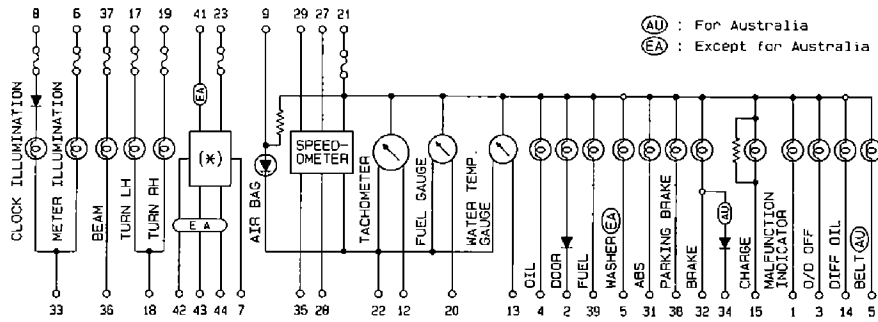 8 6 37 17 19 41 23 9 29 27 21
AU : For Australia
EA : Except for Australia
EA
(*)
SPEED-
OMETER
E A
AU
CLOCK ILLUMINATION
METER ILLUMINATION
BEAM
TURN LH
TURN RH
AIR BAG
TACHOMETER
FUEL GAUGE
WATER TEMP.
GAUGE
OIL
DOOR
FUEL
WASHER EA
ABS
PARKING BRAKE
BRAKE
CHARGE
MALFUNCTION
INDICATOR
O/D OFF
DIFF OIL
BELT AU
33 36 18 42 43 44 7 35 28 22 12 20 13 4 2 39 5 31 38 32 34 15 1 3 14 5